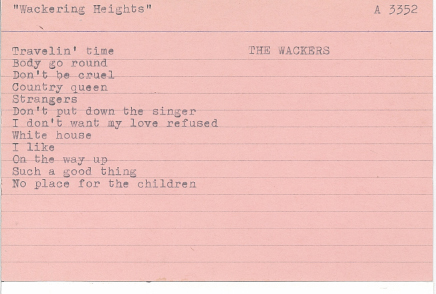 "Wackering Heights" A 3352
Travelin' time THE WACKERS
Body go round
Don't be cruel
Country queen
Strangers
Don't put down the singer
I don't want my love refused
White house
I like
On the way up
Such a good thing
No place for the children